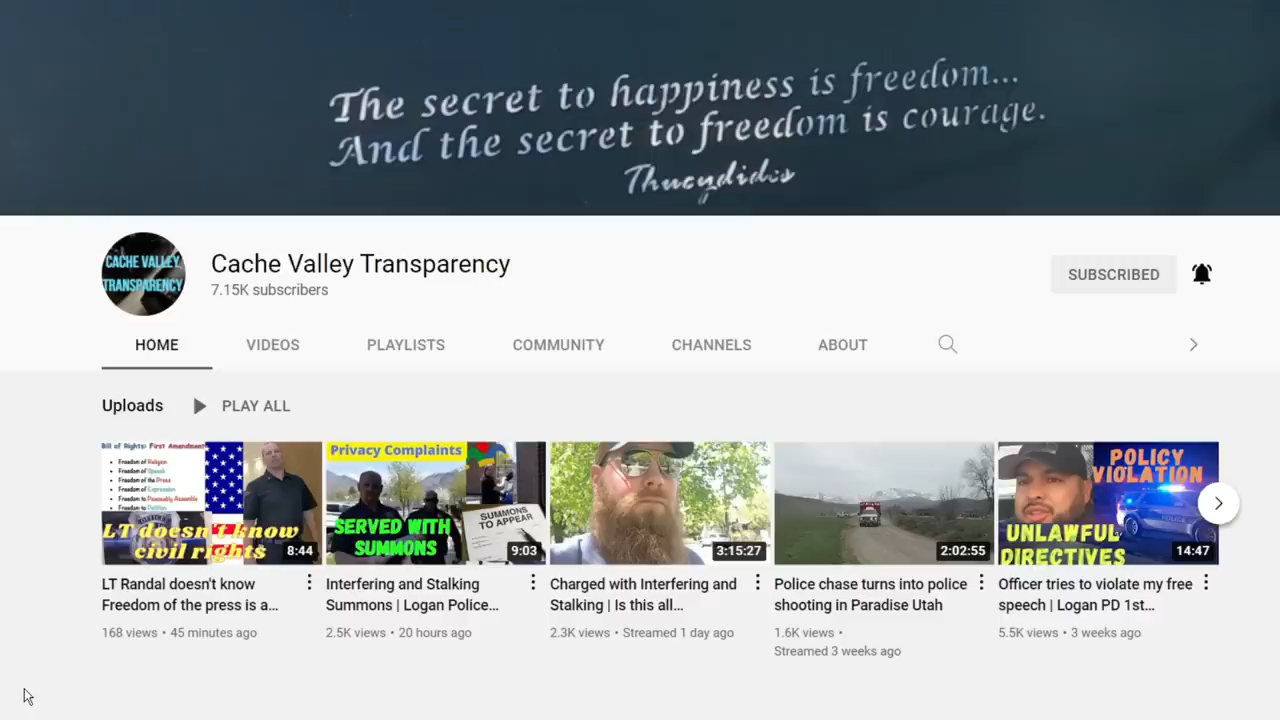 The secret to happiness is freedom...
And the secret to freedom is courage.
Thucydides
CACHE VALLEY
TRANSPARENCY
Cache Valley Transparency
7.15K subscribers
SUBSCRIBED
HOME VIDEOS PLAYLISTS COMMUNITY CHANNELS ABOUT
Uploads PLAY ALL
Bill of Rights: First Amendment
Freedom of Religion
Freedom of Speech
Freedom of the Press
Freedom of Expression
Freedom to Peaceably Assemble
Freedom to Petition
LT doesn't know
civil rights
8:44
Privacy Complaints
SERVED WITH
SUMMONS
SUMMONS
TO APPEAR
9:03
3:15:27
2:02:55
POLICY
VIOLATION
UNLAWFUL
DIRECTIVES
14:47
LT Randal doesn't know
Freedom of the press is a...
168 views • 45 minutes ago
Interfering and Stalking
Summons | Logan Police...
2.5K views • 20 hours ago
Charged with Interfering and
Stalking | Is this all...
2.3K views • Streamed 1 day ago
Police chase turns into police
shooting in Paradise Utah
1.6K views •
Streamed 3 weeks ago
Officer tries to violate my free
speech | Logan PD 1st...
5.5K views • 3 weeks ago